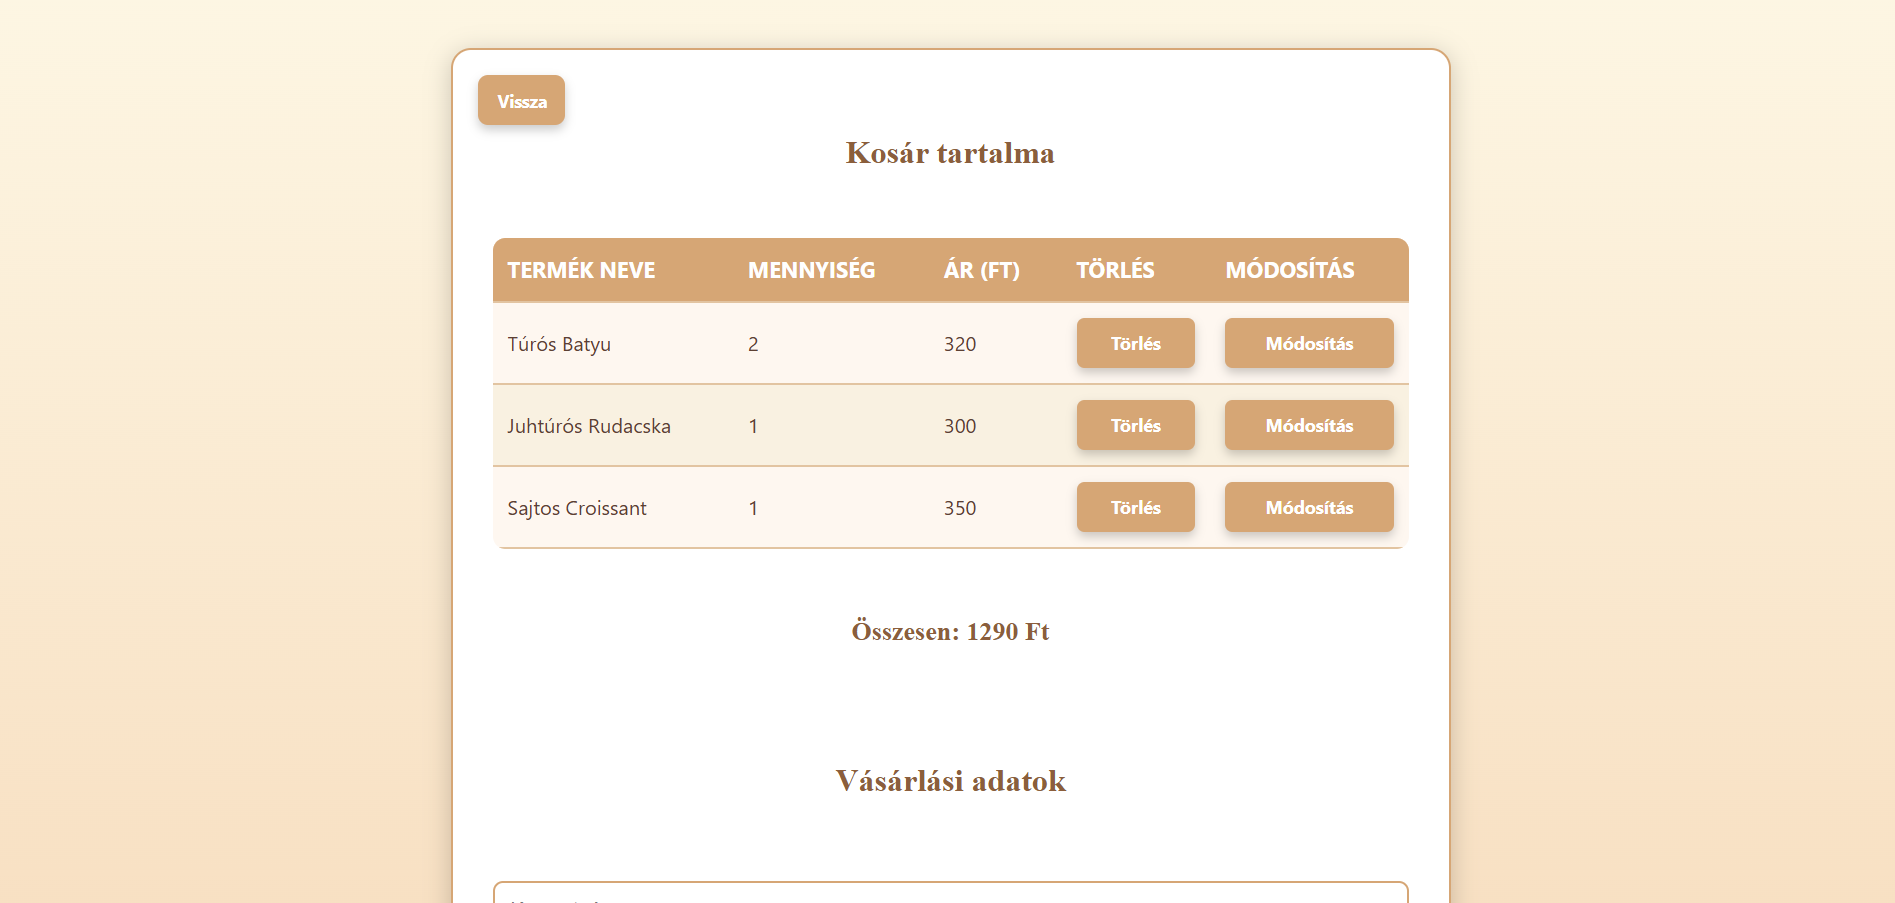 Vissza
Kosár tartalma
TERMÉK NEVE MENNYISÉG ÁR (FT) TÖRLÉS MÓDOSÍTÁS
Túrós Batyu 2 320 Törlés Módosítás
Juhtúrós Rudacska 1 300 Törlés Módosítás
Sajtos Croissant 1 350 Törlés Módosítás
Összesen: 1290 Ft
Vásárlási adatok